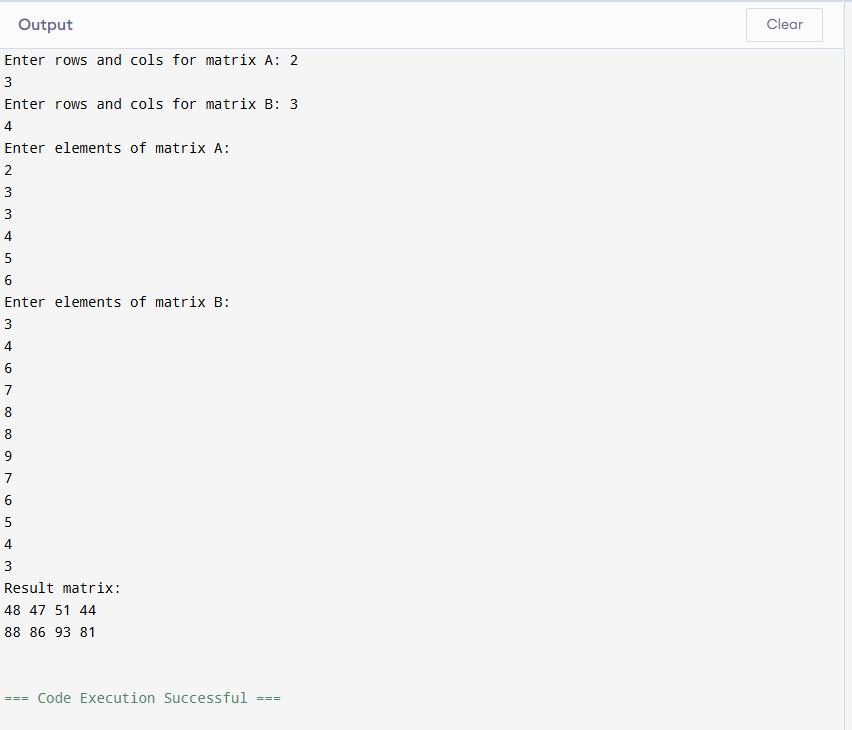 Output
Clear
Enter rows and cols for matrix A: 2
3
Enter rows and cols for matrix B: 3
4
Enter elements of matrix A:
2
3
3
4
5
6
Enter elements of matrix B:
3
4
6
7
8
8
9
7
6
5
4
3
Result matrix:
48 47 51 44
88 86 93 81
=== Code Execution Successful ===